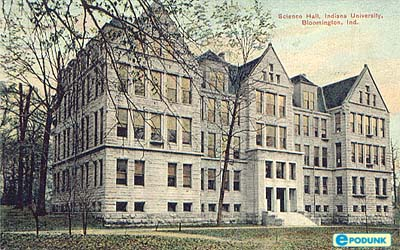 Science Hall, Indiana University,
Bloomington, Ind.
ePODUNK